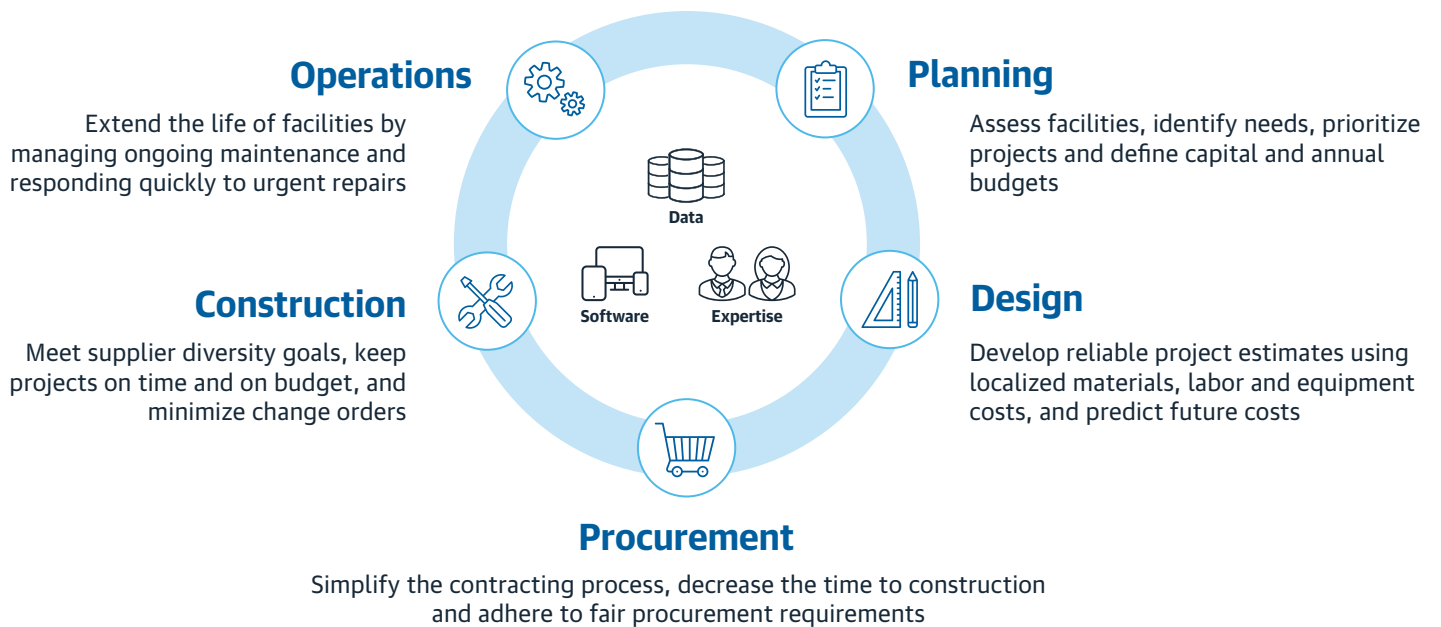 Operations
Extend the life of facilities by
managing ongoing maintenance and
responding quickly to urgent repairs
Planning
Assess facilities, identify needs, prioritize
projects and define capital and annual
budgets
Data
Software
Expertise
Construction
Meet supplier diversity goals, keep
projects on time and on budget, and
minimize change orders
Design
Develop reliable project estimates using
localized materials, labor and equipment
costs, and predict future costs
Procurement
Simplify the contracting process, decrease the time to construction
and adhere to fair procurement requirements